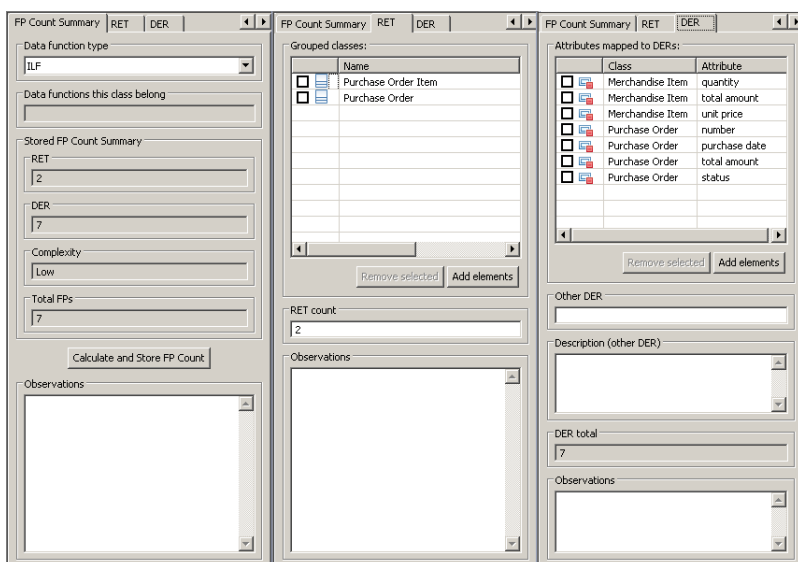 FP Count Summary RET DER
Data function type
ILF
Data functions this class belong
Stored FP Count Summary
RET
2
DER
7
Complexity
Low
Total FPs
7
Calculate and Store FP Count
Observations
FP Count Summary RET DER
Grouped classes:
Name
Purchase Order Item
Purchase Order
Remove selected Add elements
RET count
2
Observations
FP Count Summary RET DER
Attributes mapped to DERs:
Class Attribute
Merchandise Item quantity
Merchandise Item total amount
Merchandise Item unit price
Purchase Order number
Purchase Order purchase date
Purchase Order total amount
Purchase Order status
Remove selected Add elements
Other DER
Description (other DER)
DER total
7
Observations